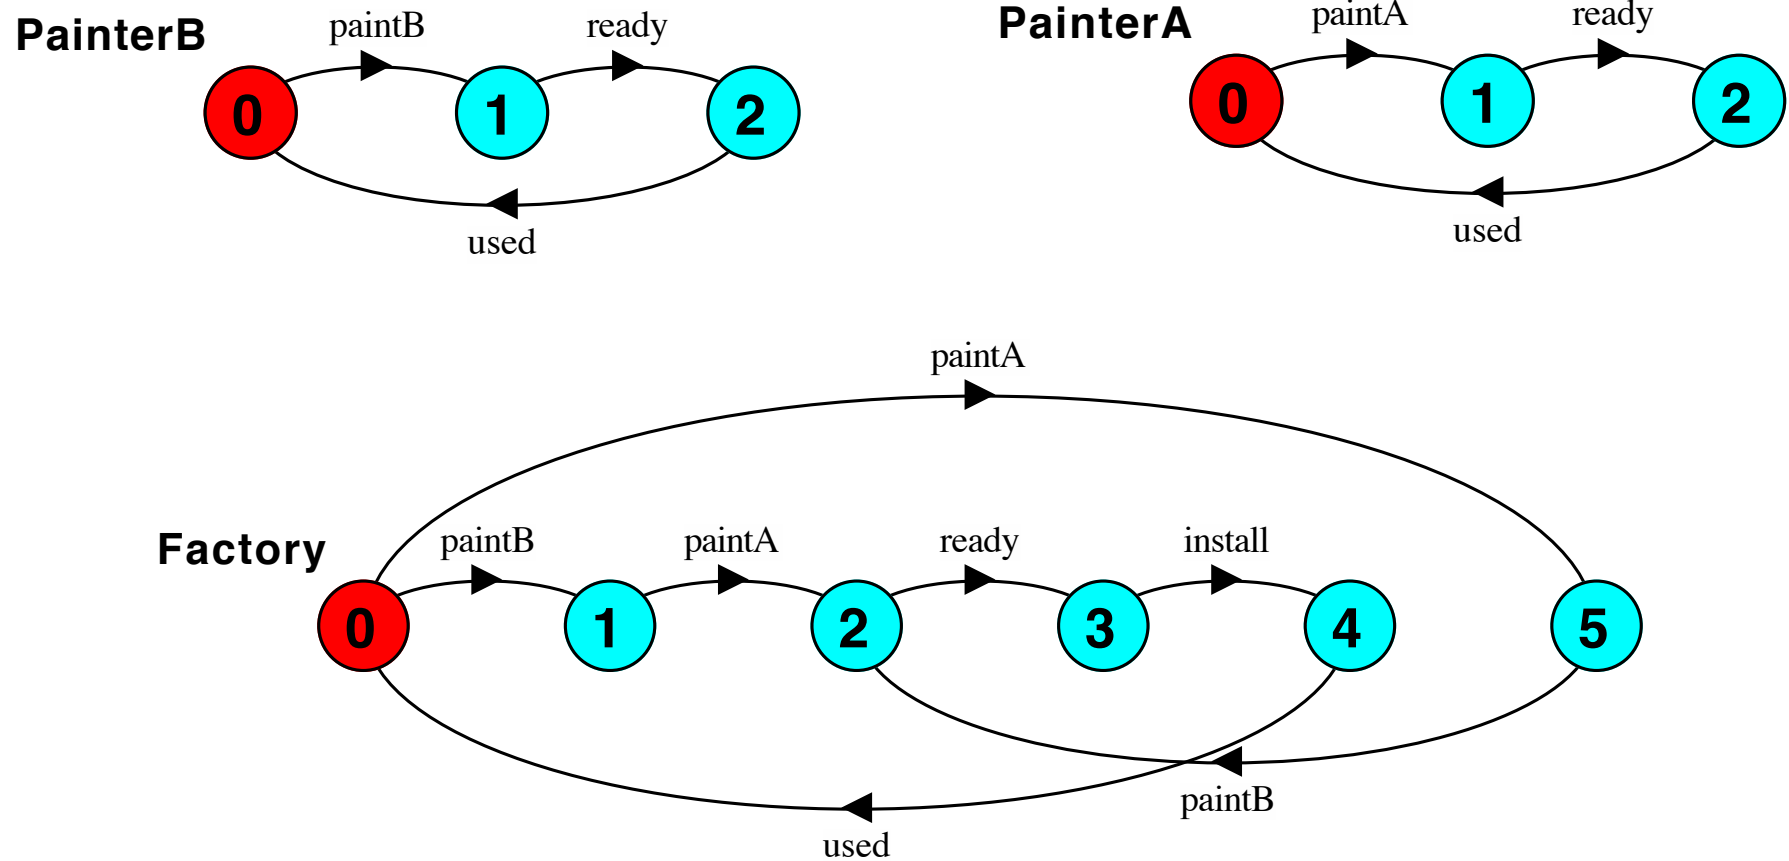 PainterB
paintB
ready
0
1
2
used
PainterA
paintA
ready
0
1
2
used
paintA
Factory
paintB
paintA
ready
install
0
1
2
3
4
5
paintB
used